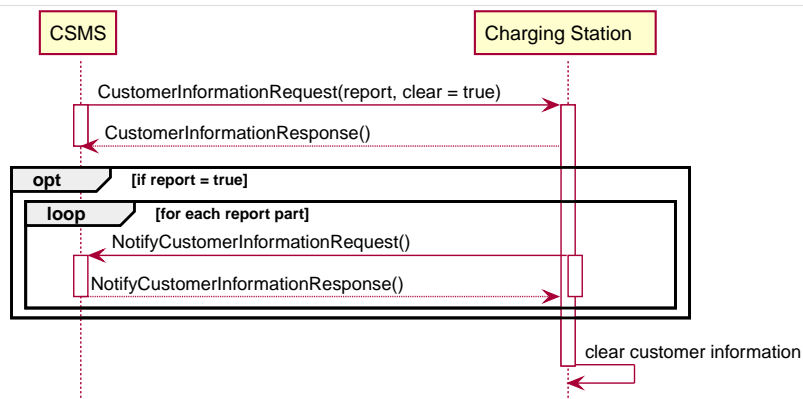 CSMS
Charging Station
CustomerInformationRequest(report, clear = true)
CustomerInformationResponse()
opt
[if report = true]
loop
[for each report part]
NotifyCustomerInformationRequest()
NotifyCustomerInformationResponse()
clear customer information